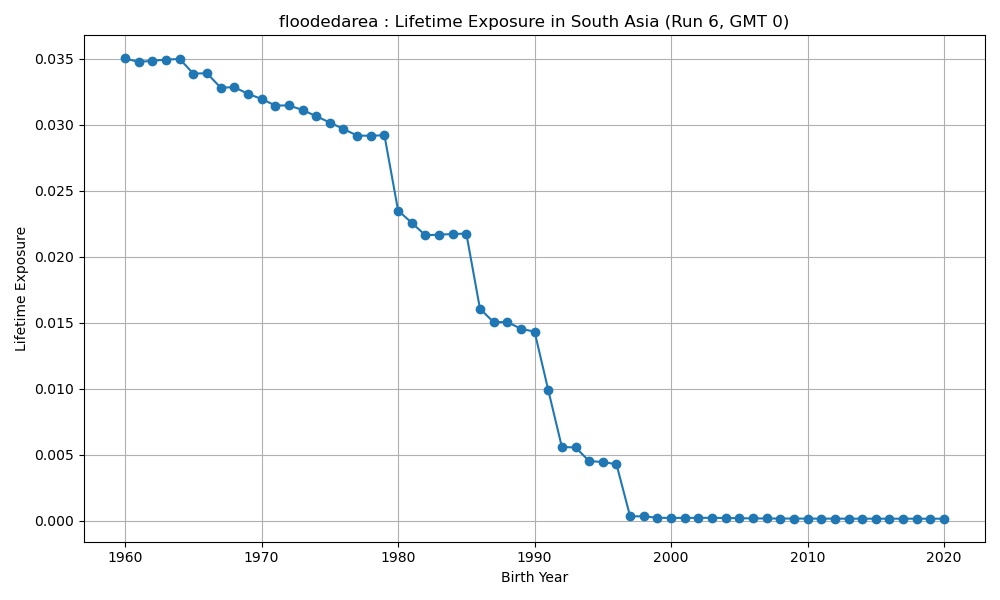 floodedarea : Lifetime Exposure in South Asia (Run 6, GMT 0)
0.035
0.030
0.025
0.020
0.015
0.010
0.005
0.000
Lifetime Exposure
1960 1970 1980 1990 2000 2010 2020
Birth Year